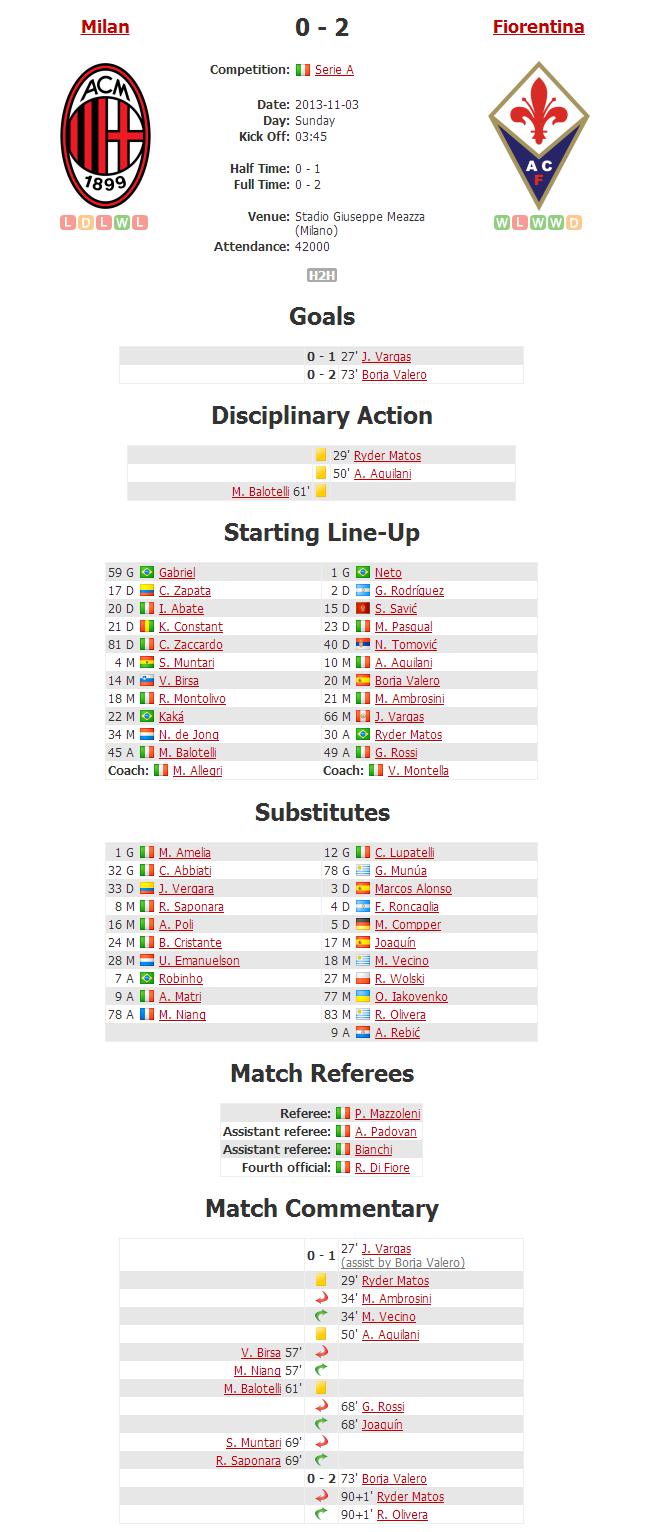 Milan
0 - 2
Fiorentina
ACM
1899
Competition: Serie A
Date: 2013-11-03
Day: Sunday
Kick Off: 03:45
Half Time: 0 - 1
Full Time: 0 - 2
Venue: Stadio Giuseppe Meazza
(Milano)
Attendance: 42000
A C
F
L D L W L
W L W W D
H2H
Goals
0 - 1 27' J. Vargas
0 - 2 73' Borja Valero
Disciplinary Action
29' Ryder Matos
50' A. Aquilani
M. Balotelli 61'
Starting Line-Up
59 G Gabriel 1 G Neto
17 D C. Zapata 2 D G. Rodríguez
20 D I. Abate 15 D S. Savić
21 D K. Constant 23 D M. Pasqual
81 D C. Zaccardo 40 D N. Tomović
4 M S. Muntari 10 M A. Aquilani
14 M V. Birsa 20 M Borja Valero
18 M R. Montolivo 21 M M. Ambrosini
22 M Kaká 66 M J. Vargas
34 M N. de Jong 30 A Ryder Matos
45 A M. Balotelli 49 A G. Rossi
Coach: M. Allegri Coach: V. Montella
Substitutes
1 G M. Amelia 12 G C. Lupatelli
32 G C. Abbiati 78 G G. Munúa
33 D J. Vergara 3 D Marcos Alonso
8 M R. Saponara 4 D F. Roncaglia
16 M A. Poli 5 D M. Compper
24 M B. Cristante 17 M Joaquín
28 M U. Emanuelson 18 M M. Vecino
7 A Robinho 27 M R. Wolski
9 A A. Matri 77 M O. Iakovenko
78 A M. Niang 83 M R. Olivera
9 A A. Rebić
Match Referees
Referee: P. Mazzoleni
Assistant referee: A. Padovan
Assistant referee: Bianchi
Fourth official: R. Di Fiore
Match Commentary
0 - 1 27' J. Vargas
(assist by Borja Valero)
29' Ryder Matos
34' M. Ambrosini
34' M. Vecino
50' A. Aquilani
V. Birsa 57'
M. Niang 57'
M. Balotelli 61'
68' G. Rossi
68' Joaquín
S. Muntari 69'
R. Saponara 69'
0 - 2 73' Borja Valero
90+1' Ryder Matos
90+1' R. Olivera